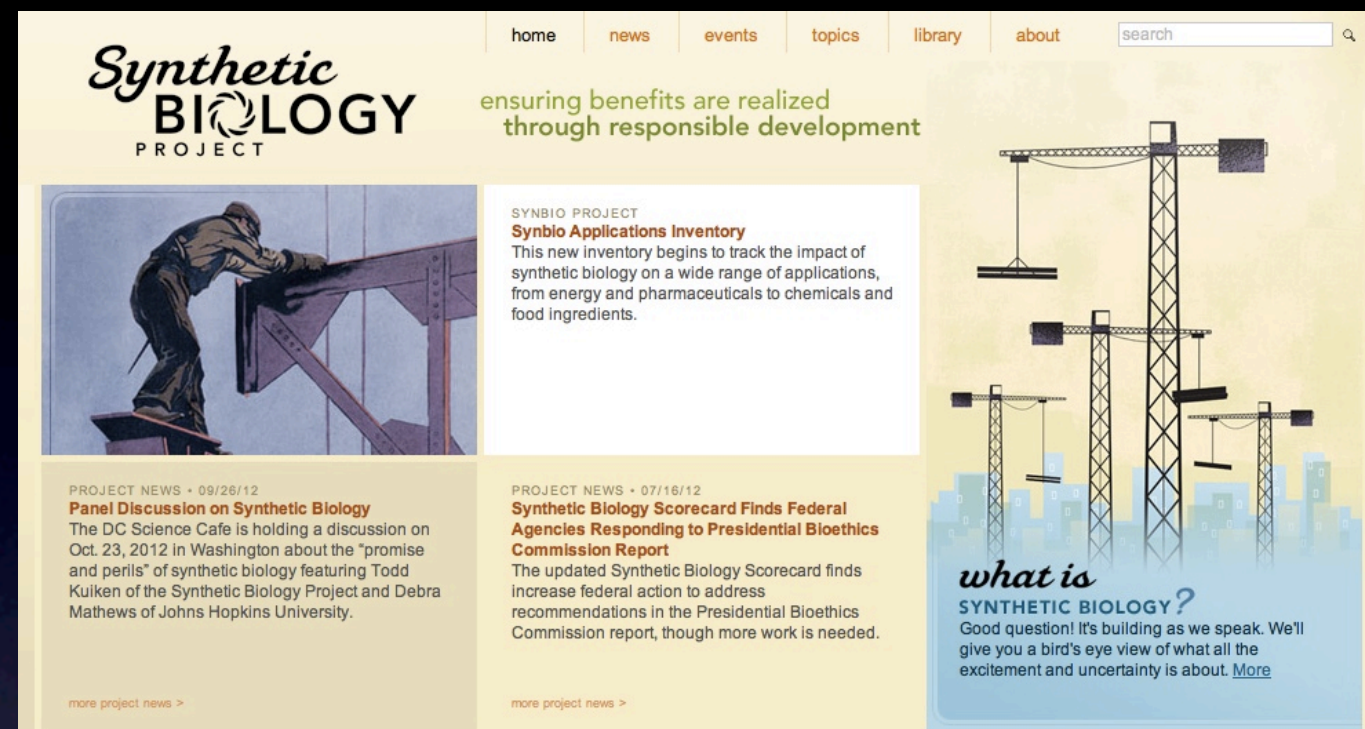 home news events topics library about search
Synthetic
BIOLOGY
PROJECT
ensuring benefits are realized
through responsible development
SYNBIO PROJECT
Synbio Applications Inventory
This new inventory begins to track the impact of
synthetic biology on a wide range of applications,
from energy and pharmaceuticals to chemicals and
food ingredients.
PROJECT NEWS • 09/26/12
Panel Discussion on Synthetic Biology
The DC Science Cafe is holding a discussion on
Oct. 23, 2012 in Washington about the "promise
and perils" of synthetic biology featuring Todd
Kuiken of the Synthetic Biology Project and Debra
Mathews of Johns Hopkins University.
more project news >
PROJECT NEWS • 07/16/12
Synthetic Biology Scorecard Finds Federal
Agencies Responding to Presidential Bioethics
Commission Report
The updated Synthetic Biology Scorecard finds
increase federal action to address
recommendations in the Presidential Bioethics
Commission report, though more work is needed.
more project news >
what is
SYNTHETIC BIOLOGY?
Good question! It's building as we speak. We'll
give you a bird's eye view of what all the
excitement and uncertainty is about. More